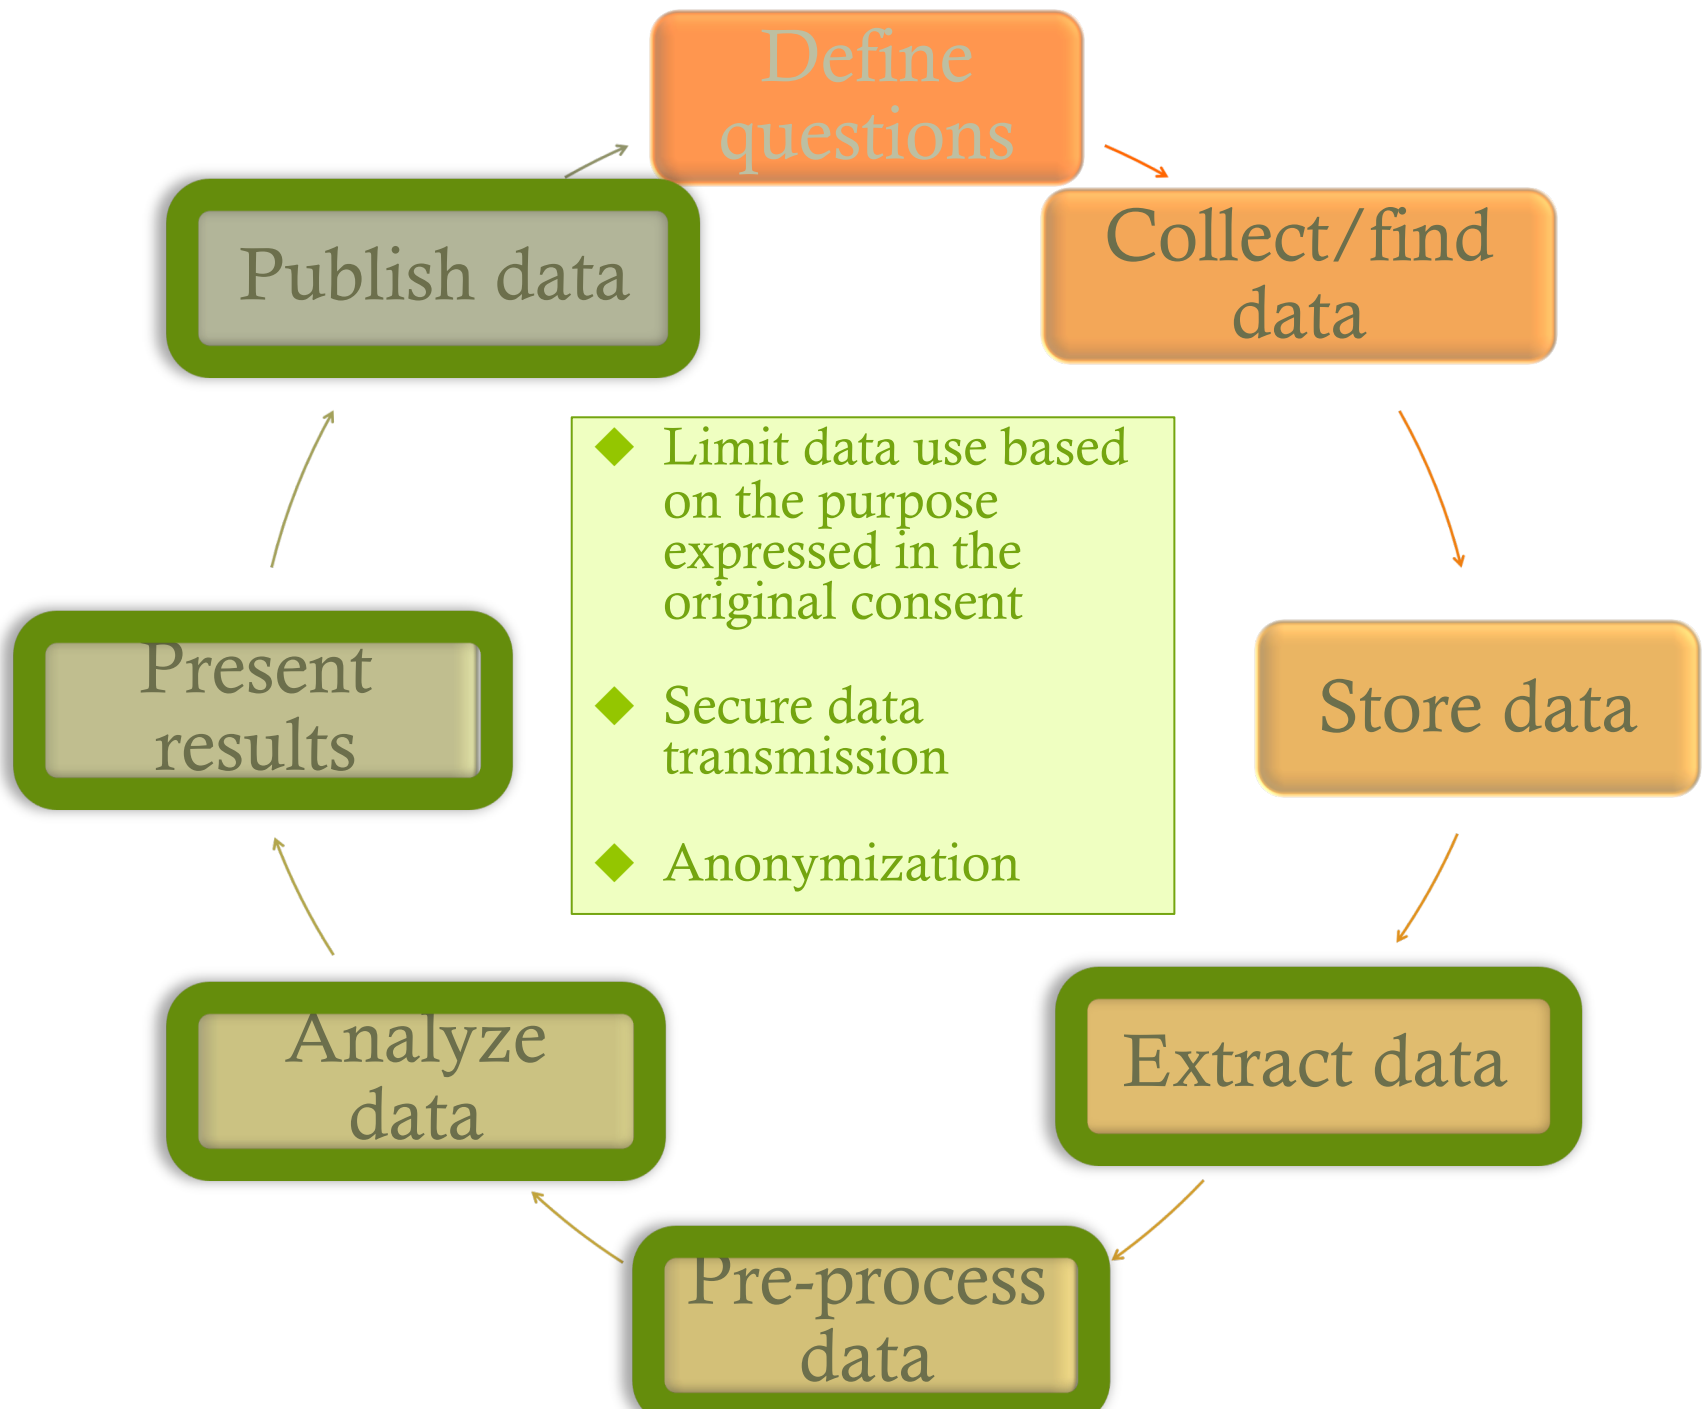 Define
questions
Collect/find
data
Store data
Extract data
Pre-process
data
Analyze
data
Present
results
Publish data
Limit data use based
on the purpose
expressed in the
original consent
Secure data
transmission
Anonymization